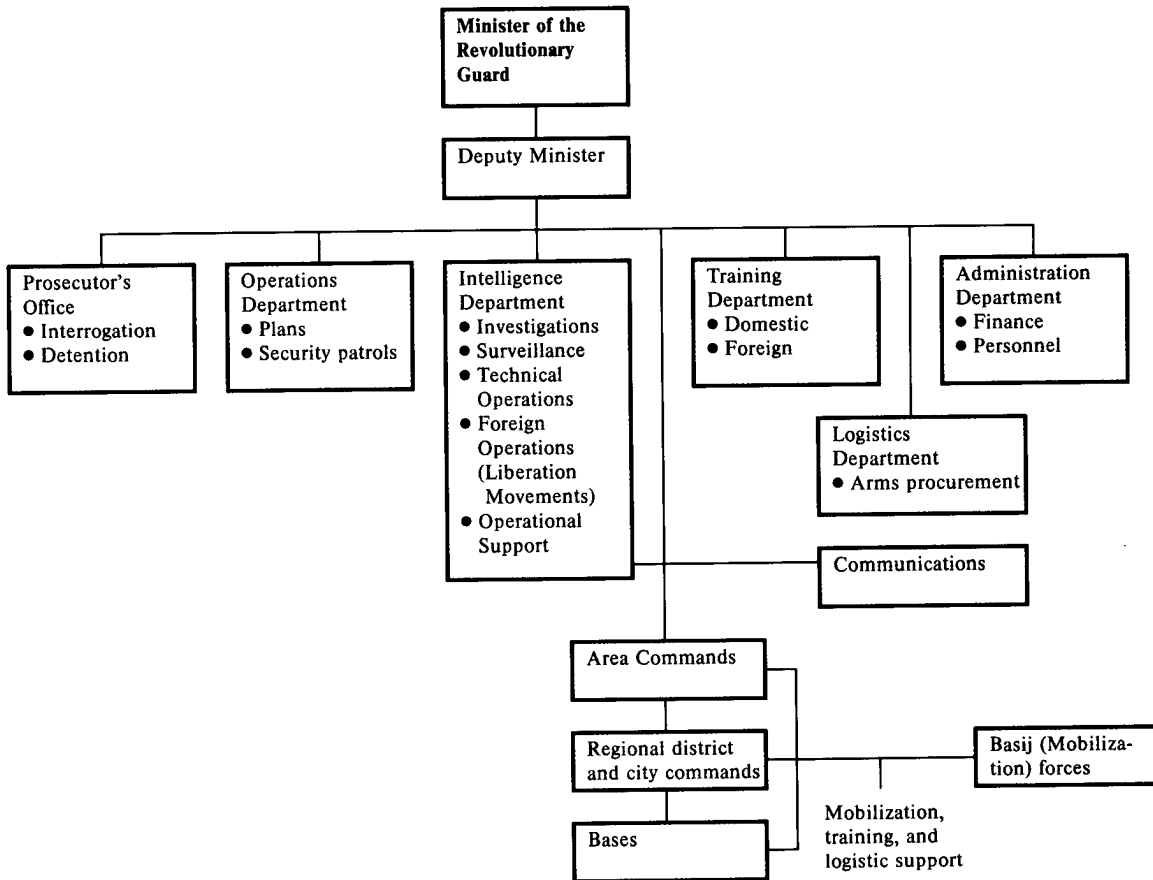 Minister of the
Revolutionary
Guard
Deputy Minister
Prosecutor's
Office
● Interrogation
● Detention
Operations
Department
● Plans
● Security patrols
Intelligence
Department
● Investigations
● Surveillance
● Technical
Operations
● Foreign
Operations
(Liberation
Movements)
● Operational
Support
Training
Department
● Domestic
● Foreign
Administration
Department
● Finance
● Personnel
Logistics
Department
● Arms procurement
Communications
Area Commands
Regional district
and city commands
Bases
Basij (Mobiliza-
tion) forces
Mobilization,
training, and
logistic support